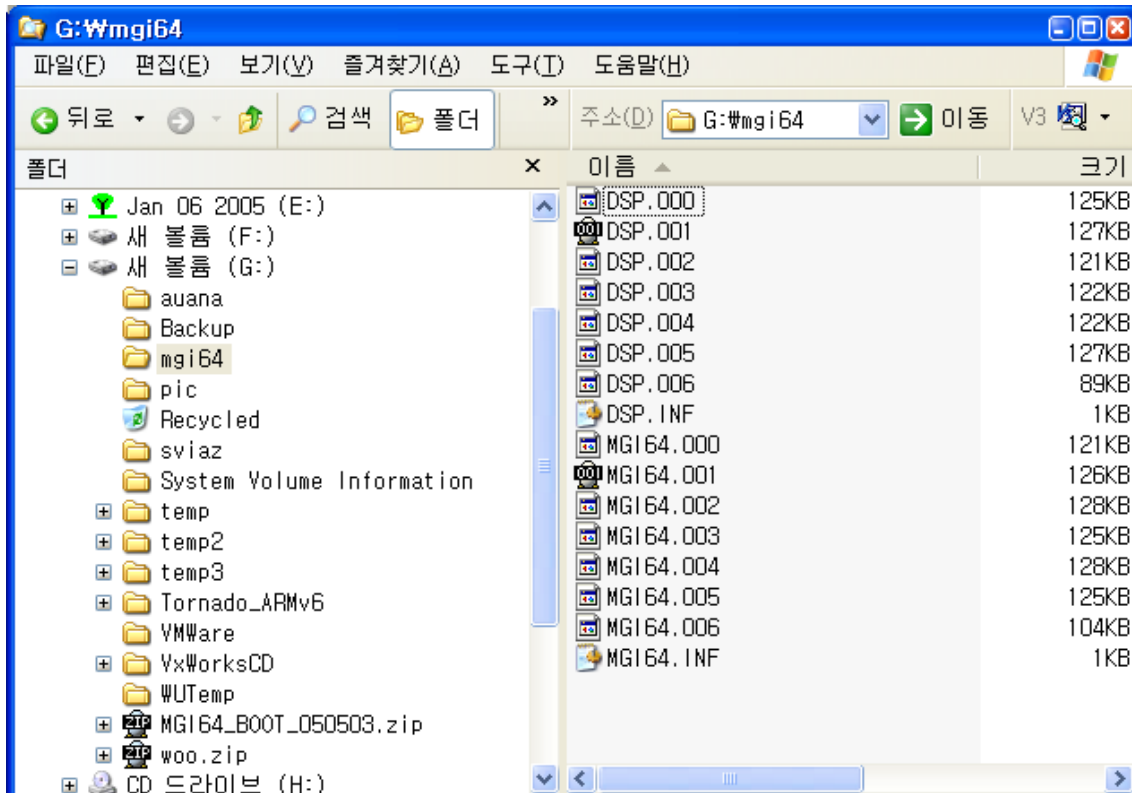 G:₩mgi64
파일(F) 편집(E) 보기(V) 즐겨찾기(A) 도구(T) 도움말(H)
뒤로 검색 폴더 » 주소(D) G:₩mgi64 이동 V3
폴더 이름 크기
Jan 06 2005 (E:)
새 볼륨 (F:)
새 볼륨 (G:)
auana
Backup
mgi64
pic
Recycled
sviaz
System Volume Information
temp
temp2
temp3
Tornado_ARMv6
VMWare
VxWorksCD
WUTemp
MGI64_BOOT_050503.zip
woo.zip
CD 드라이브 (H:)
DSP.000 125KB
DSP.001 127KB
DSP.002 121KB
DSP.003 122KB
DSP.004 122KB
DSP.005 127KB
DSP.006 89KB
DSP.INF 1KB
MGI64.000 121KB
MGI64.001 126KB
MGI64.002 128KB
MGI64.003 125KB
MGI64.004 128KB
MGI64.005 125KB
MGI64.006 104KB
MGI64.INF 1KB